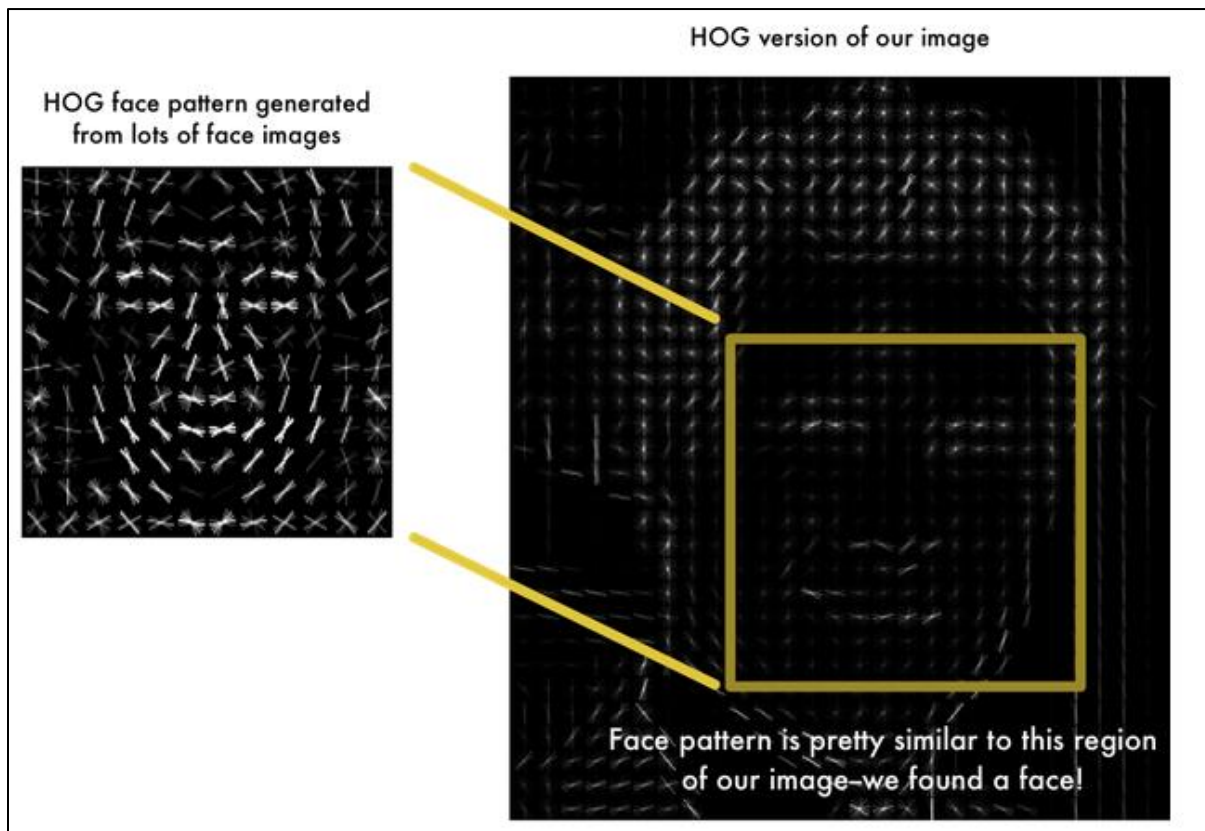 HOG version of our image
HOG face pattern generated
from lots of face images
Face pattern is pretty similar to this region
of our image–we found a face!